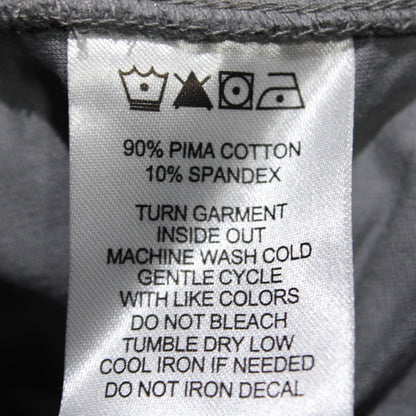 90% PIMA COTTON
10% SPANDEX
TURN GARMENT
INSIDE OUT
MACHINE WASH COLD
GENTLE CYCLE
WITH LIKE COLORS
DO NOT BLEACH
TUMBLE DRY LOW
COOL IRON IF NEEDED
DO NOT IRON DECAL